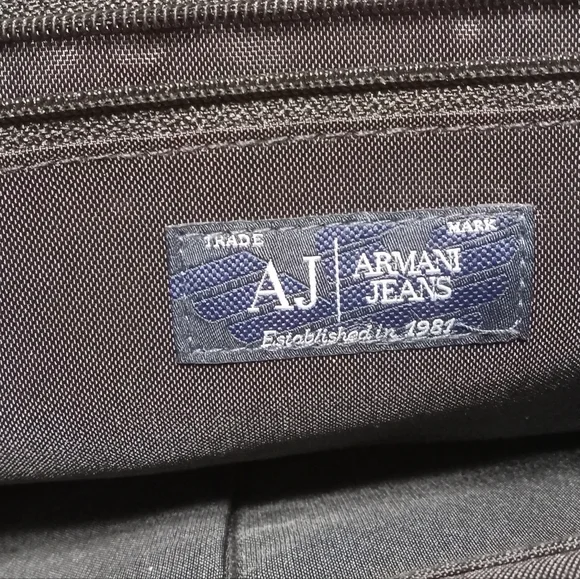 TRADE MARK
AJ ARMANI
JEANS
Established in 1981